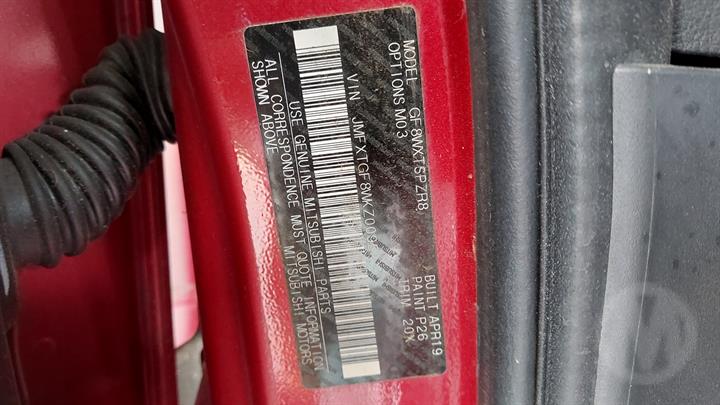 MODEL GF8WXTSPZR8 BUILT APR19
OPTIONS M03 PAINT P26
TRIM 20X
VIN JMFXTGF8WKZ00
USE GENUINE MITSUBISHI PARTS
ALL CORRESPONDENCE MUST QUOTE INFORMATION
SHOWN ABOVE MITSUBISHI MOTORS